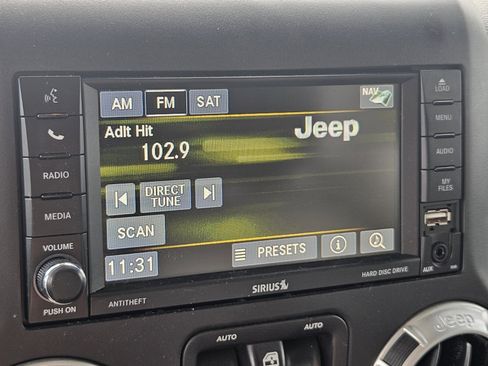 AM FM SAT NAV
Adlt Hit
102.9
Jeep
DIRECT
TUNE
SCAN
PRESETS
11:31
RADIO
MEDIA
VOLUME
PUSH ON
ANTITHEFT
SIRIUS
HARD DISC DRIVE
LOAD
MENU
AUDIO
MY
FILES
AUX
AUTO AUTO
Jeep